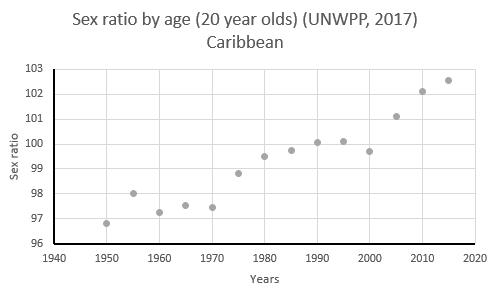 Sex ratio by age (20 year olds) (UNWPP, 2017)
Caribbean
103
102
101
100
99
98
97
96
Sex ratio
1940 1950 1960 1970 1980 1990 2000 2010 2020
Years